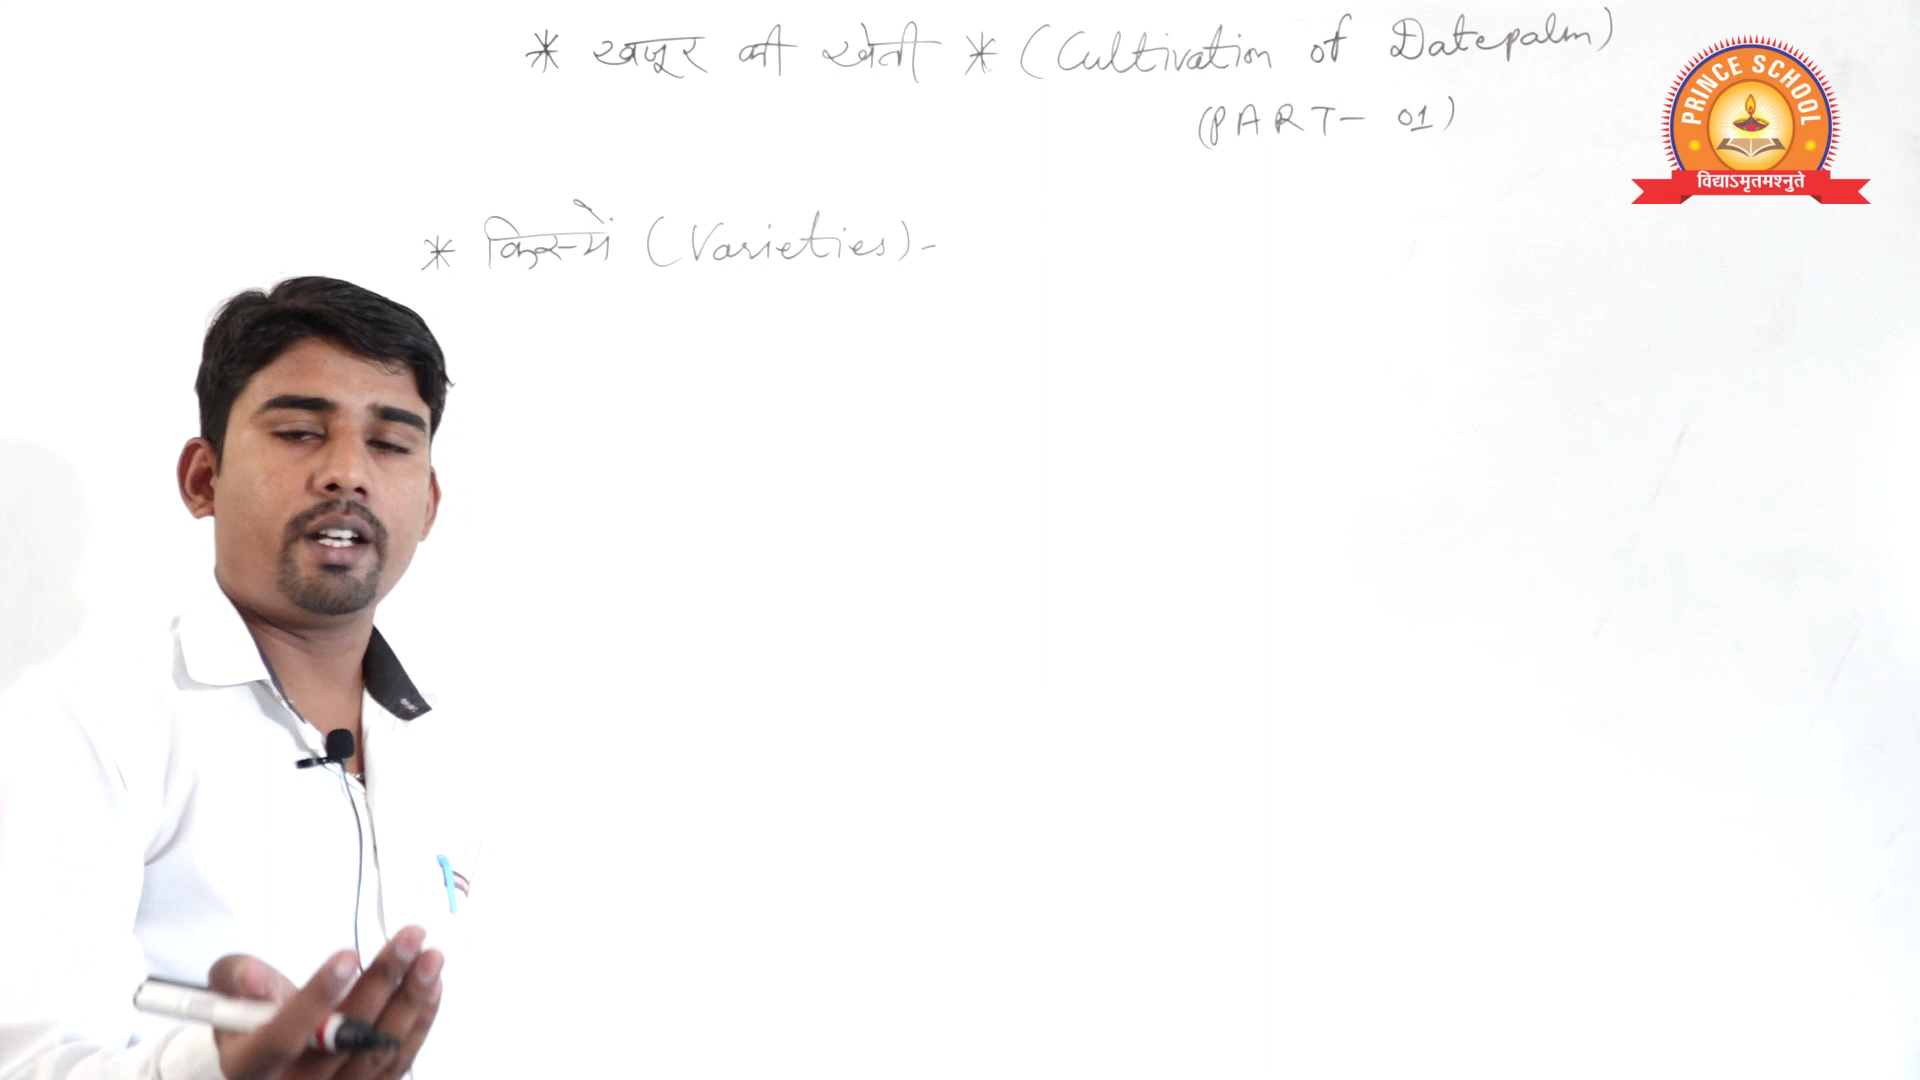 * खजूर की खेती * (Cultivation of Datepalm)
(PART- 01)
* किस्में (Varieties)-
PRINCE SCHOOL
विद्याऽमृतमश्नुते